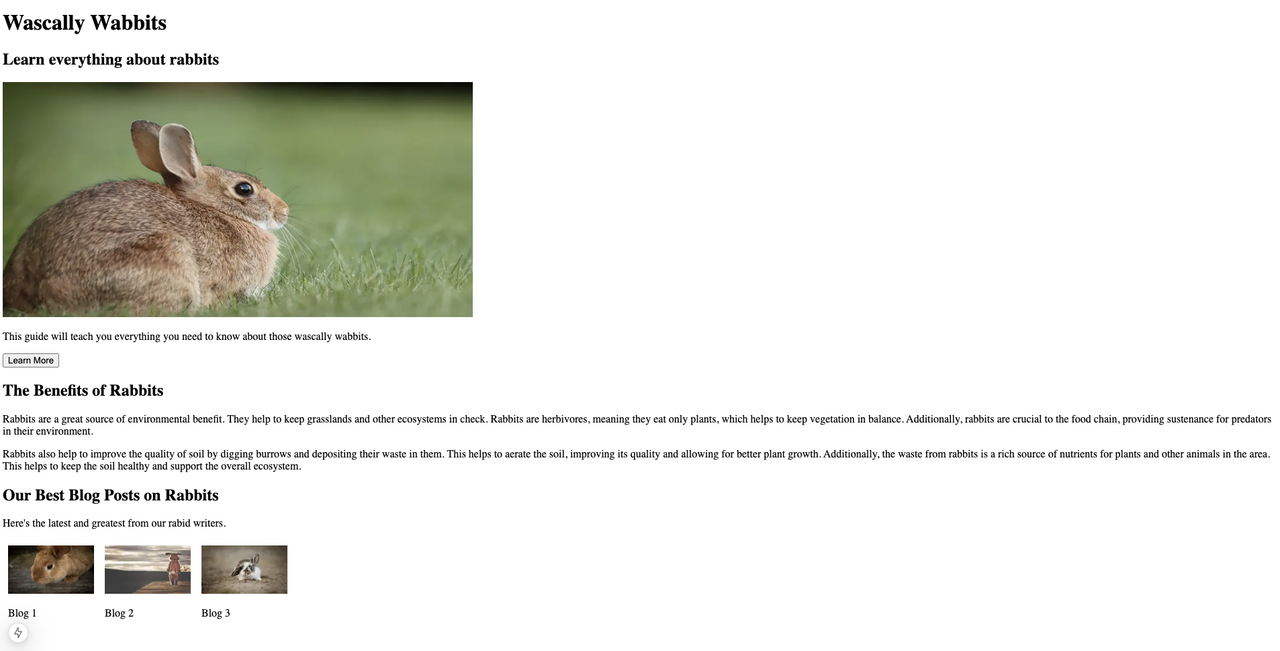 Wascally Wabbits
Learn everything about rabbits
This guide will teach you everything you need to know about those wascally wabbits.
Learn More
The Benefits of Rabbits
Rabbits are a great source of environmental benefit. They help to keep grasslands and other ecosystems in check. Rabbits are herbivores, meaning they eat only plants, which helps to keep vegetation in balance. Additionally, rabbits are crucial to the food chain, providing sustenance for predators
in their environment.
Rabbits also help to improve the quality of soil by digging burrows and depositing their waste in them. This helps to aerate the soil, improving its quality and allowing for better plant growth. Additionally, the waste from rabbits is a rich source of nutrients for plants and other animals in the area.
This helps to keep the soil healthy and support the overall ecosystem.
Our Best Blog Posts on Rabbits
Here's the latest and greatest from our rabid writers.
Blog 1
Blog 2
Blog 3